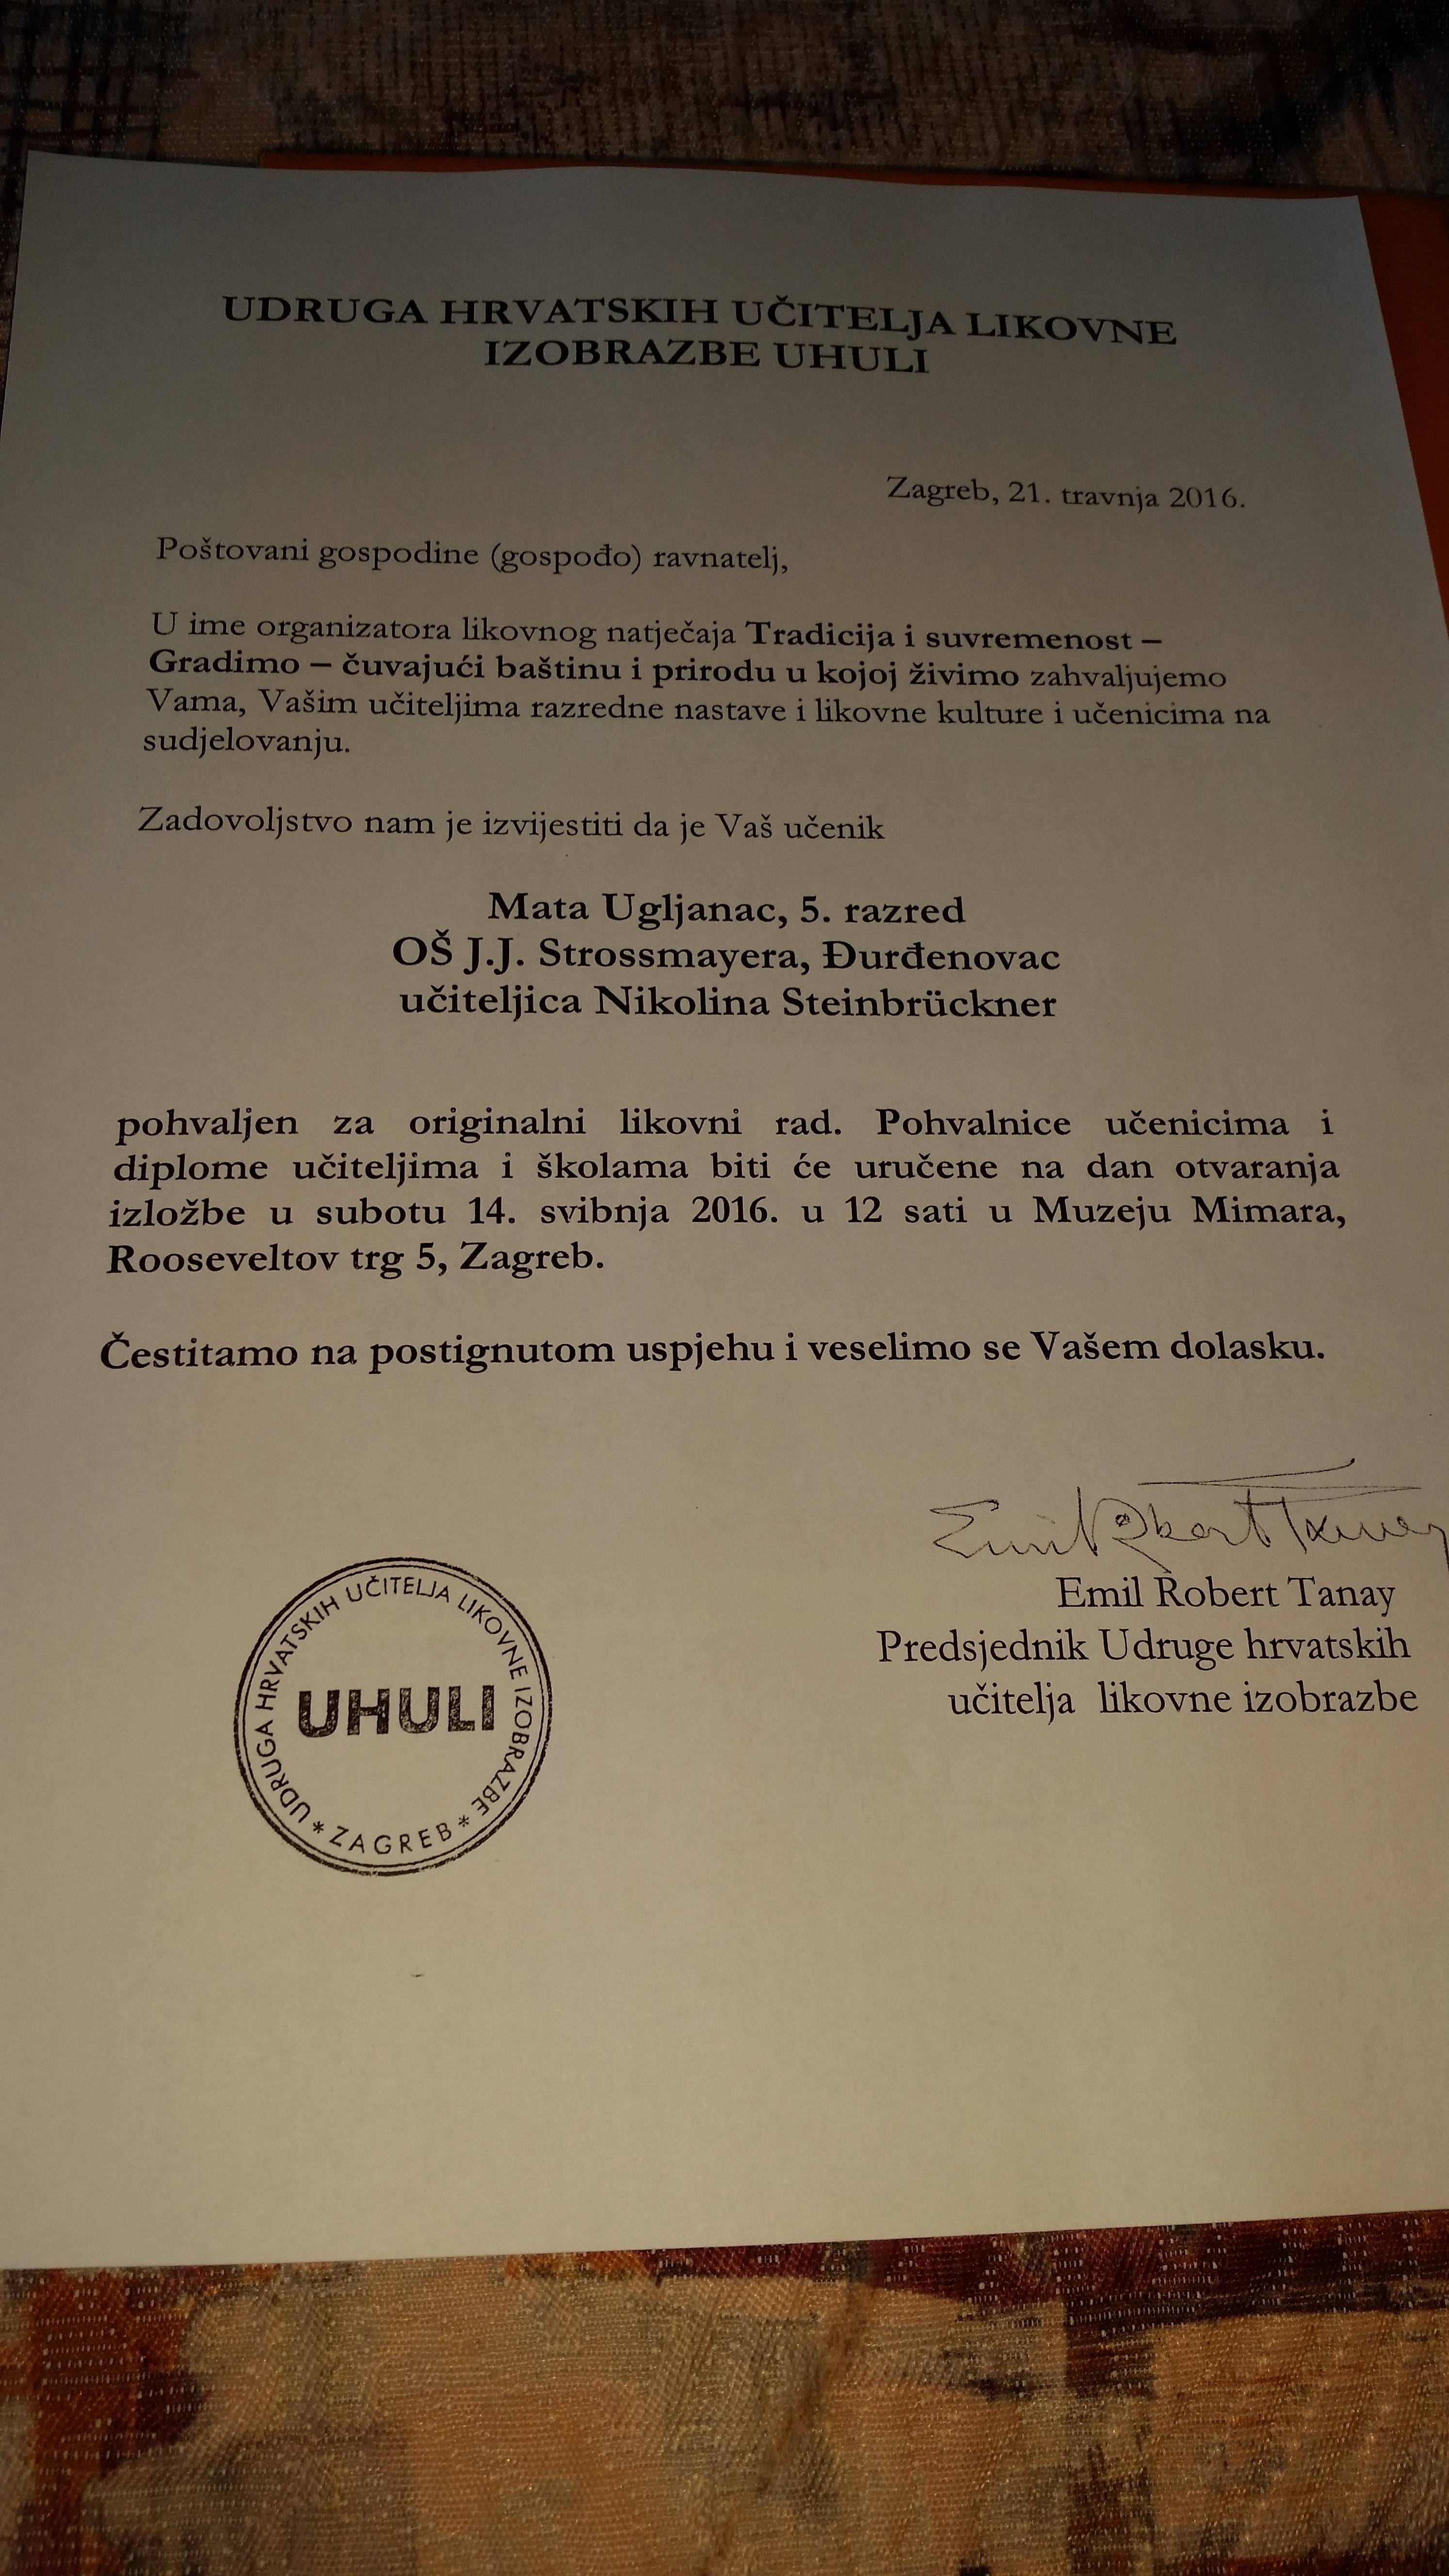 UDRUGA HRVATSKIH UČITELJA LIKOVNE
IZOBRAZBE UHULI
Zagreb, 21. travnja 2016.
Poštovani gospodine (gospođo) ravnatelj,
U ime organizatora likovnog natječaja Tradicija i suvremenost –
Gradimo – čuvajući baštinu i prirodu u kojoj živimo zahvaljujemo
Vama, Vašim učiteljima razredne nastave i likovne kulture i učenicima na
sudjelovanju.
Zadovoljstvo nam je izvijestiti da je Vaš učenik
Mata Ugljanac, 5. razred
OŠ J.J. Strossmayera, Đurđenovac
učiteljica Nikolina Steinbrückner
pohvaljen za originalni likovni rad. Pohvalnice učenicima i
diplome učiteljima i školama biti će uručene na dan otvaranja
izložbe u subotu 14. svibnja 2016. u 12 sati u Muzeju Mimara,
Rooseveltov trg 5, Zagreb.
Čestitamo na postignutom uspjehu i veselimo se Vašem dolasku.
Emil Robert Tanay
Emil Robert Tanay
Predsjednik Udruge hrvatskih
učitelja likovne izobrazbe
UDRUGA HRVATSKIH UČITELJA LIKOVNE IZOBRAZBE
UHULI
* ZAGREB *